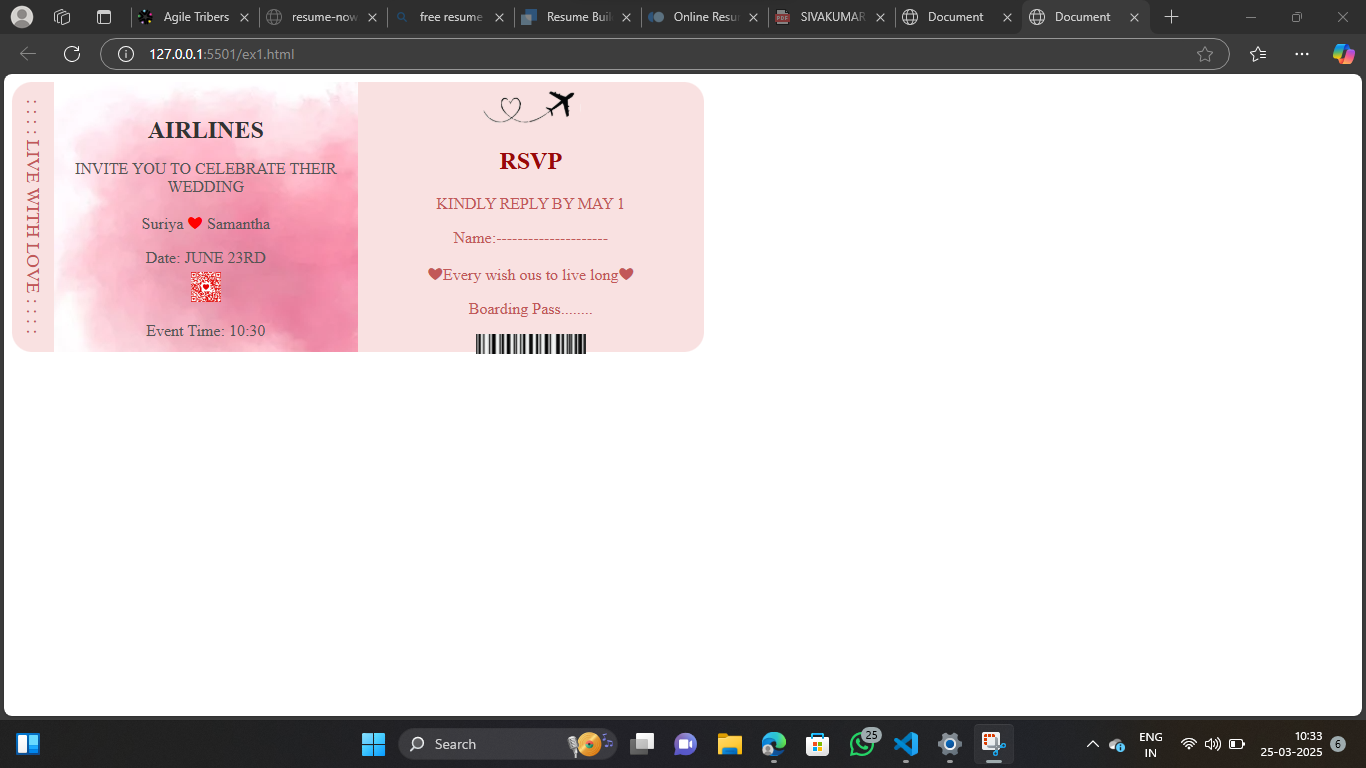 Agile Tribers
resume-now
free resume
Resume Buil
Online Resu
SIVAKUMAR
Document
Document
127.0.0.1:5501/ex1.html
: : : : LIVE WITH LOVE : : : :
AIRLINES
INVITE YOU TO CELEBRATE THEIR
WEDDING
Suriya ❤ Samantha
Date: JUNE 23RD
Event Time: 10:30
RSVP
KINDLY REPLY BY MAY 1
Name:---------------------
❤Every wish ous to live long❤
Boarding Pass........
Search
25
ENG
IN
10:33
25-03-2025
6